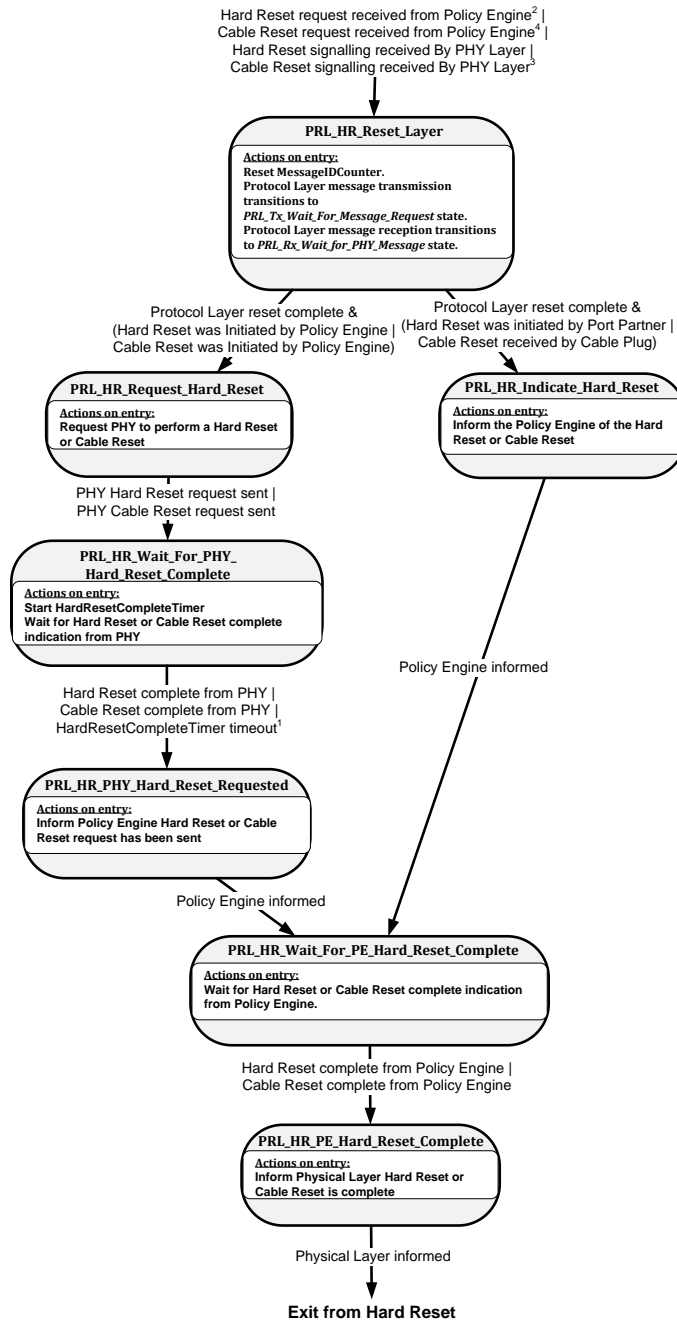 Hard Reset request received from Policy Engine² |
Cable Reset request received from Policy Engine⁴ |
Hard Reset signalling received By PHY Layer |
Cable Reset signalling received By PHY Layer³
PRL_HR_Reset_Layer
Actions on entry:
Reset MessageIDCounter.
Protocol Layer message transmission
transitions to
PRL_Tx_Wait_For_Message_Request state.
Protocol Layer message reception transitions
to PRL_Rx_Wait_for_PHY_Message state.
Protocol Layer reset complete &
(Hard Reset was Initiated by Policy Engine |
Cable Reset was Initiated by Policy Engine)
Protocol Layer reset complete &
(Hard Reset was initiated by Port Partner |
Cable Reset received by Cable Plug)
PRL_HR_Request_Hard_Reset
Actions on entry:
Request PHY to perform a Hard Reset
or Cable Reset
PRL_HR_Indicate_Hard_Reset
Actions on entry:
Inform the Policy Engine of the Hard
Reset or Cable Reset
PHY Hard Reset request sent |
PHY Cable Reset request sent
PRL_HR_Wait_For_PHY_
Hard_Reset_Complete
Actions on entry:
Start HardResetCompleteTimer
Wait for Hard Reset or Cable Reset complete
indication from PHY
Policy Engine informed
Hard Reset complete from PHY |
Cable Reset complete from PHY |
HardResetCompleteTimer timeout¹
PRL_HR_PHY_Hard_Reset_Requested
Actions on entry:
Inform Policy Engine Hard Reset or Cable
Reset request has been sent
Policy Engine informed
PRL_HR_Wait_For_PE_Hard_Reset_Complete
Actions on entry:
Wait for Hard Reset or Cable Reset complete indication
from Policy Engine.
Hard Reset complete from Policy Engine |
Cable Reset complete from Policy Engine
PRL_HR_PE_Hard_Reset_Complete
Actions on entry:
Inform Physical Layer Hard Reset or
Cable Reset is complete
Physical Layer informed
Exit from Hard Reset